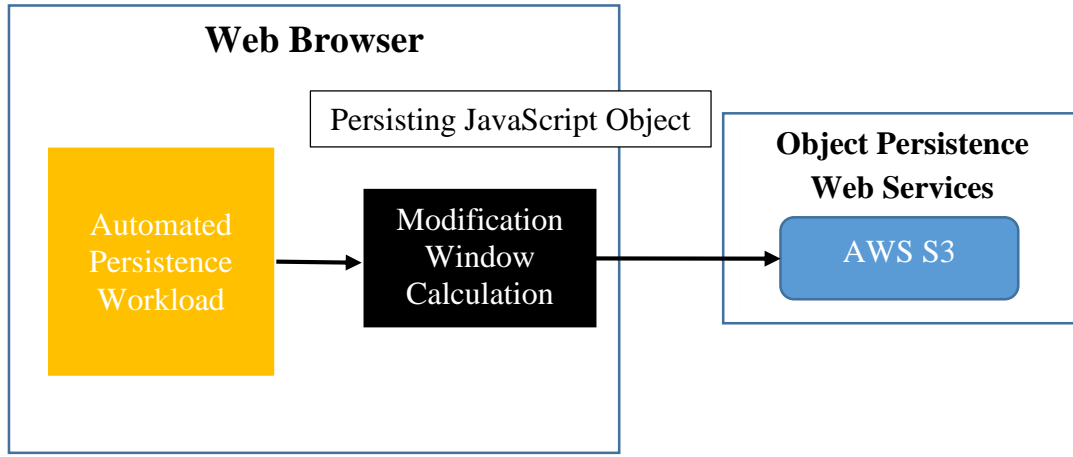 Web Browser
Persisting JavaScript Object
Automated
Persistence
Workload
Modification
Window
Calculation
Object Persistence
Web Services
AWS S3